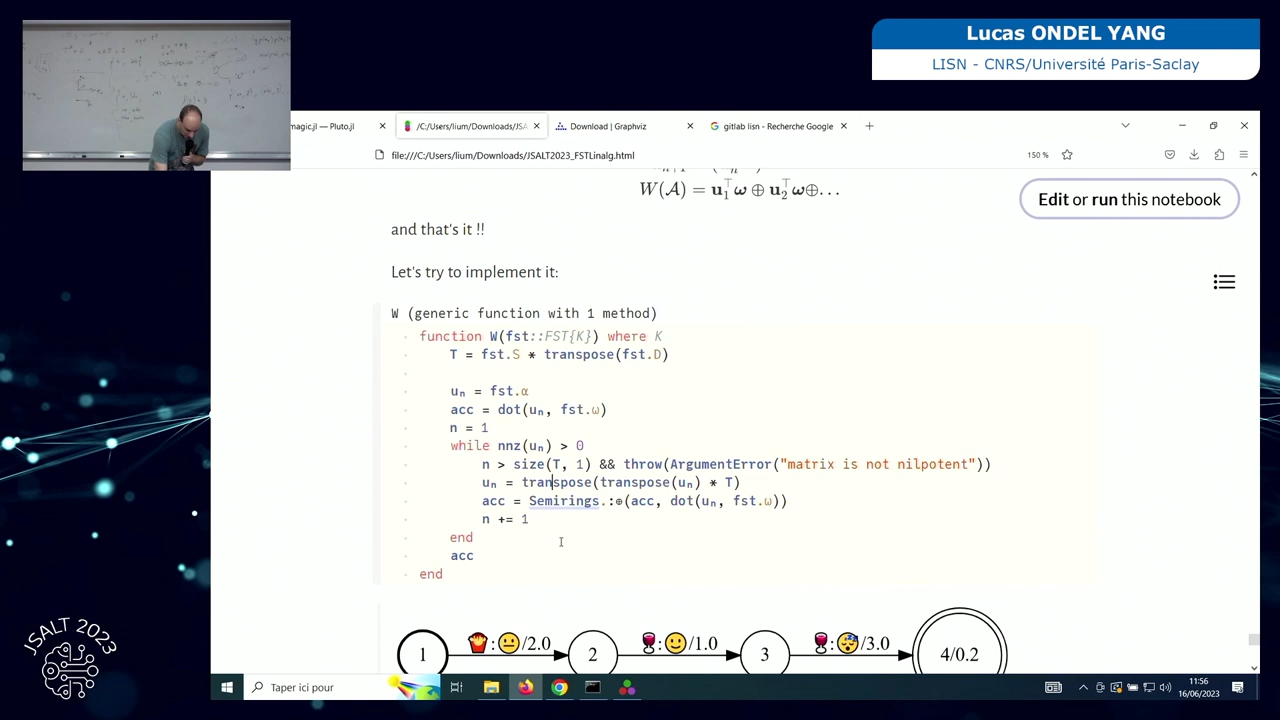 Lucas ONDEL YANG
LISN - CNRS/Université Paris-Saclay
magic.jl — Pluto.jl
/C:/Users/lium/Downloads/JSA
Download | Graphviz
gitlab lisn - Recherche Google
file:///C:/Users/lium/Downloads/JSALT2023_FSTLinalg.html
150 %
W(𝒜) = u₁ᵀω ⊕ u₂ᵀω⊕…
Edit or run this notebook
and that's it !!
Let's try to implement it:
W (generic function with 1 method)
function W(fst::FST{K}) where K
T = fst.S * transpose(fst.D)
uₙ = fst.α
acc = dot(uₙ, fst.ω)
n = 1
while nnz(uₙ) > 0
n > size(T, 1) && throw(ArgumentError("matrix is not nilpotent"))
uₙ = transpose(transpose(uₙ) * T)
acc = Semirings.:⊕(acc, dot(uₙ, fst.ω))
n += 1
end
acc
end
1 🍟:😐/2.0 2 🍷:🙂/1.0 3 🍷:😴/3.0 4/0.2
JSALT 2023
Taper ici pour
11:56
16/06/2023